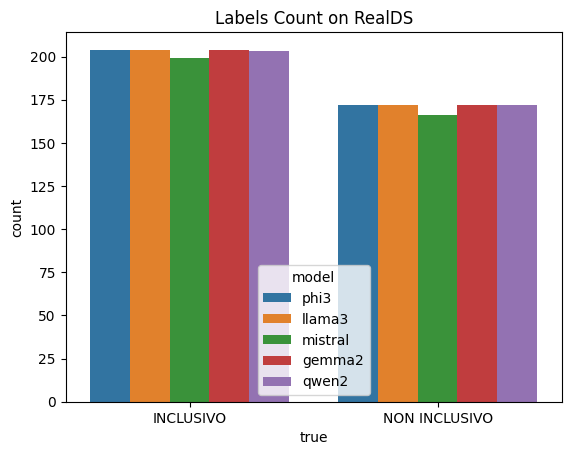 Labels Count on RealDS
count
200
175
150
125
100
75
50
25
0
model
phi3
llama3
mistral
gemma2
qwen2
INCLUSIVO
NON INCLUSIVO
true